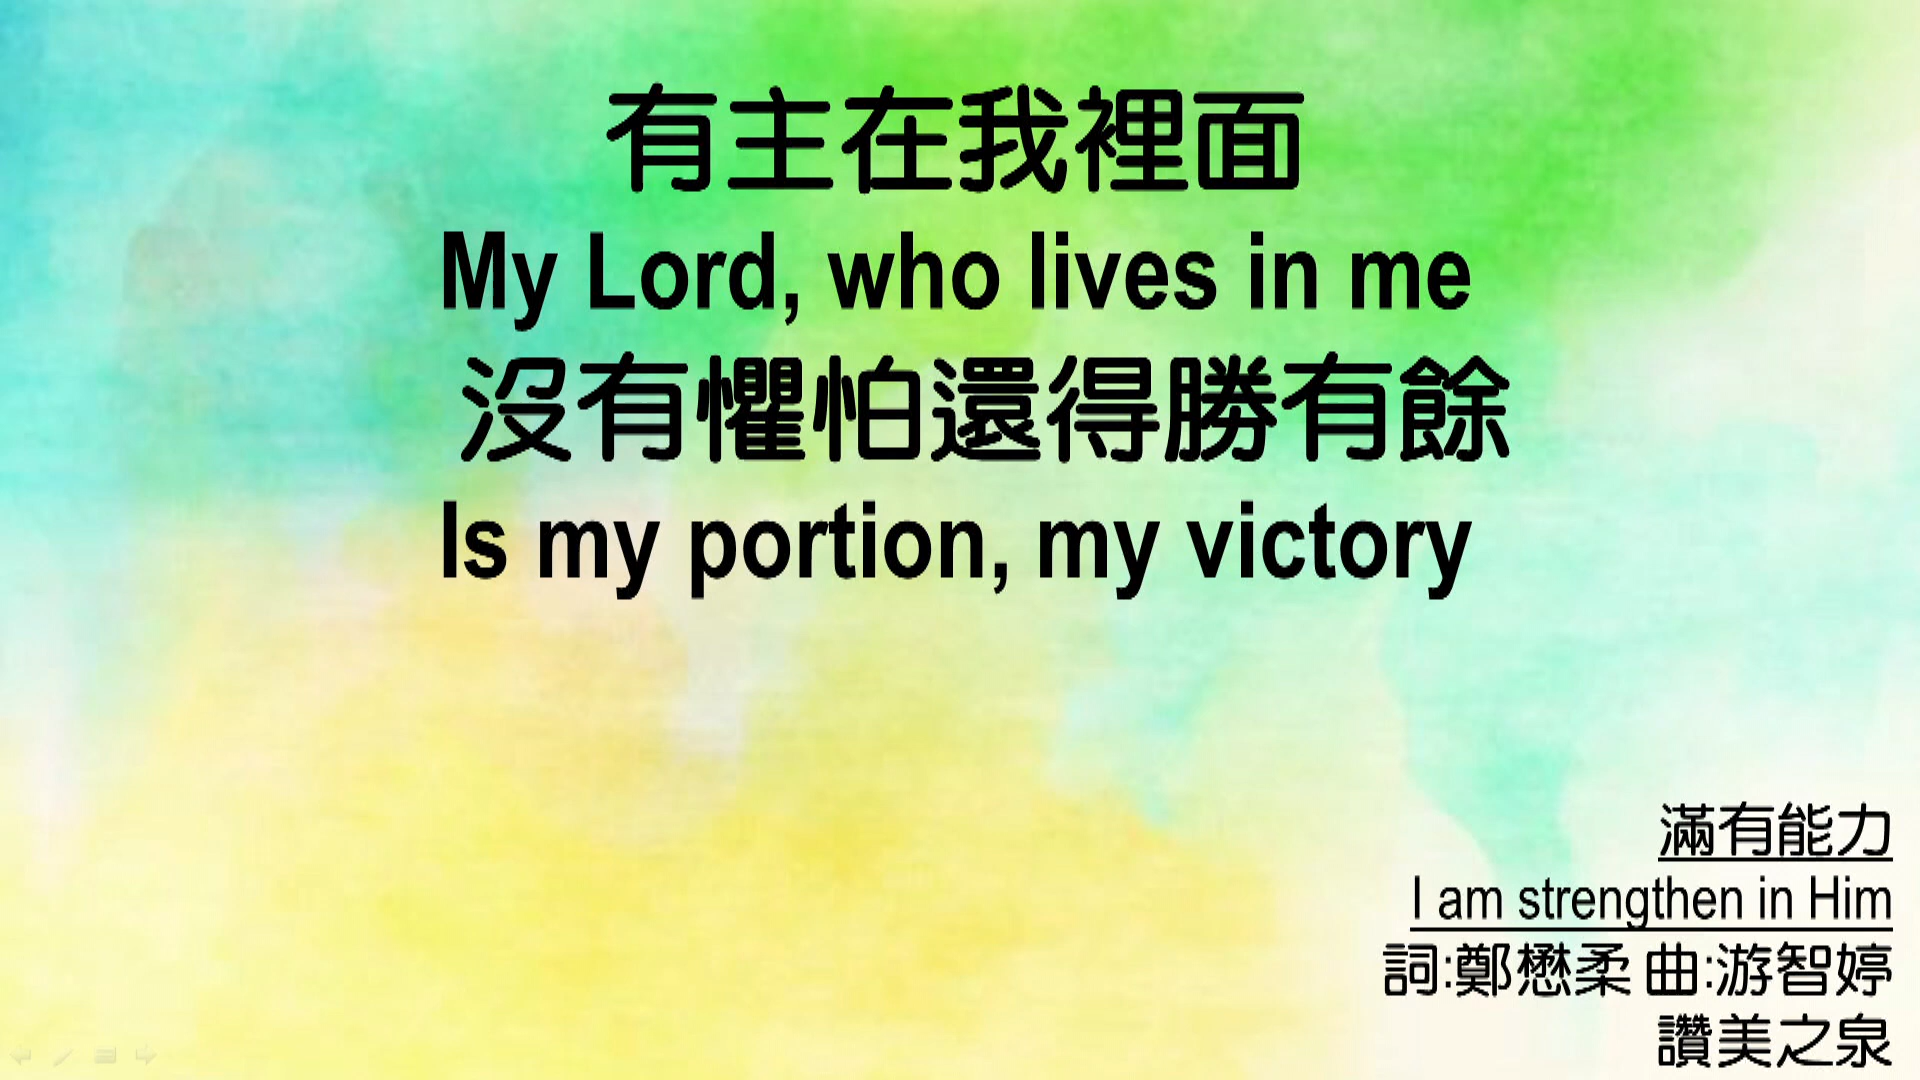 有主在我裡面
My Lord, who lives in me
沒有懼怕還得勝有餘
Is my portion, my victory
滿有能力
I am strengthen in Him
詞:鄭懋柔 曲:游智婷
讚美之泉